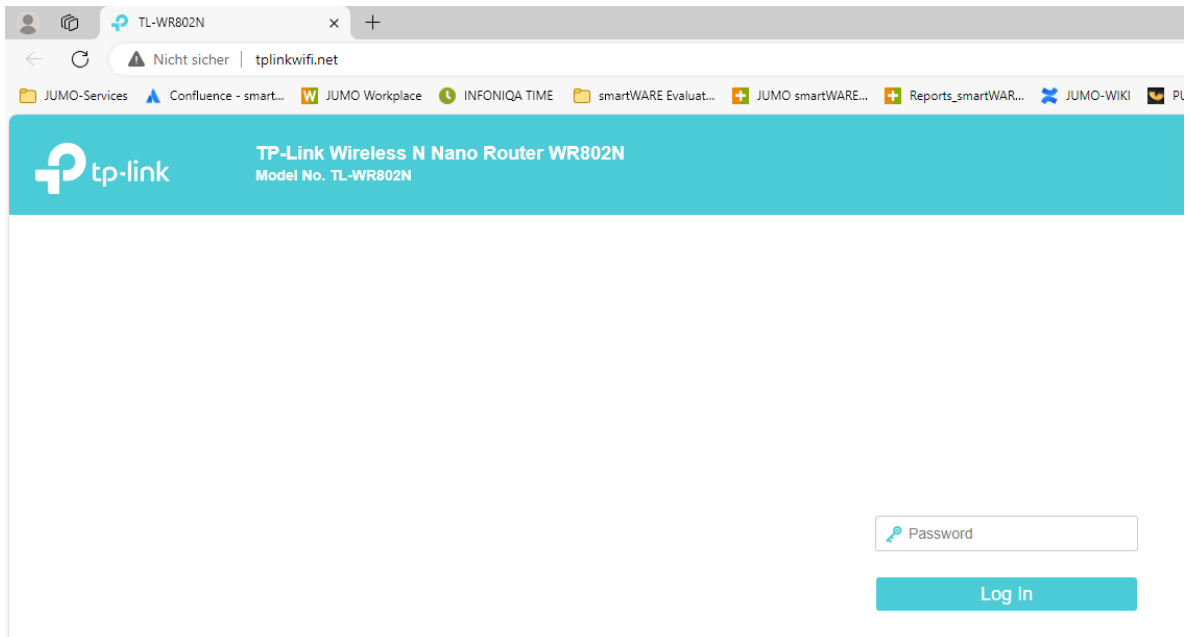 TL-WR802N
Nicht sicher tplinkwifi.net
JUMO-Services Confluence - smart... JUMO Workplace INFONIQA TIME smartWARE Evaluat... JUMO smartWARE... Reports_smartWAR... JUMO-WIKI PU
tp-link
TP-Link Wireless N Nano Router WR802N
Model No. TL-WR802N
Password
Log In